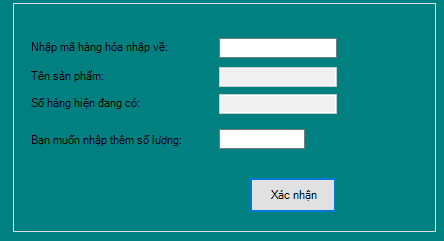 Nhập mã hàng hóa nhập về:
Tên sản phẩm:
Số hàng hiện đang có:
Bạn muốn nhập thêm số lượng:
Xác nhận